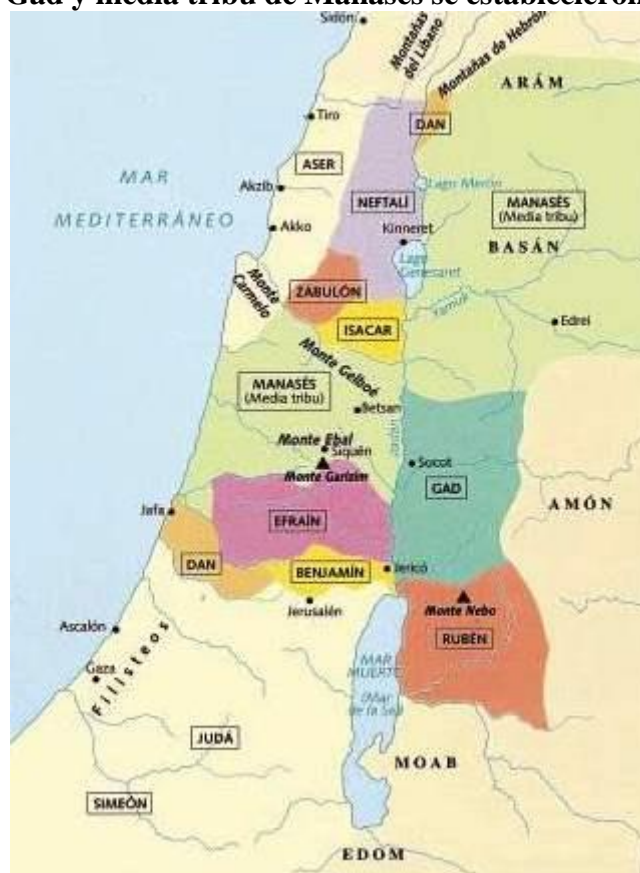 Gad y media tribu de Manasés se establecieron
Sidón
Montañas
del Líbano
Montañas de Hebrón
ARÁM
Tiro
DAN
ASER
MAR
MEDITERRÁNEO
Akzib
Lago Merón
NEFTALÍ
MANASÉS
(Media tribu)
Akko
Kinneret
BASÁN
Lago
Genesaret
Monte
Carmelo
ZABULÓN
Yarmuk
ISACAR
Edrei
Monte Gelboé
MANASÉS
(Media tribu)
Betsan
Jordán
Monte Ebal
Siquén
Monte Garizim
Socot
GAD
AMÓN
Jafa
EFRAÍN
DAN
BENJAMÍN
Jericó
Jerusalén
Monte Nebo
RUBÉN
Ascalón
Filisteos
Gaza
MAR
MUERTO
(Mar
de la Sal)
JUDÁ
MOAB
SIMEÓN
EDOM